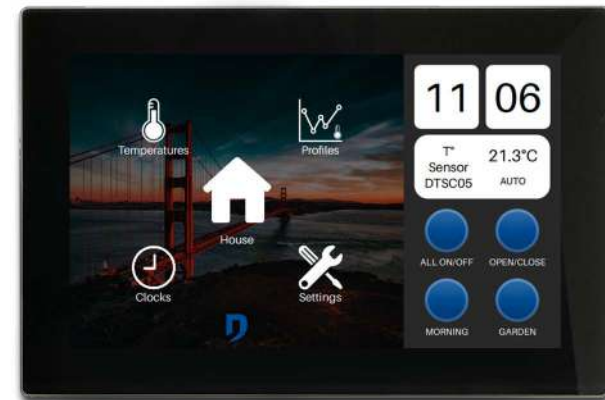 Temperatures
Profiles
House
Clocks
Settings
11 06
T°
Sensor
DTSC05
21.3°C
AUTO
ALL ON/OFF
OPEN/CLOSE
MORNING
GARDEN